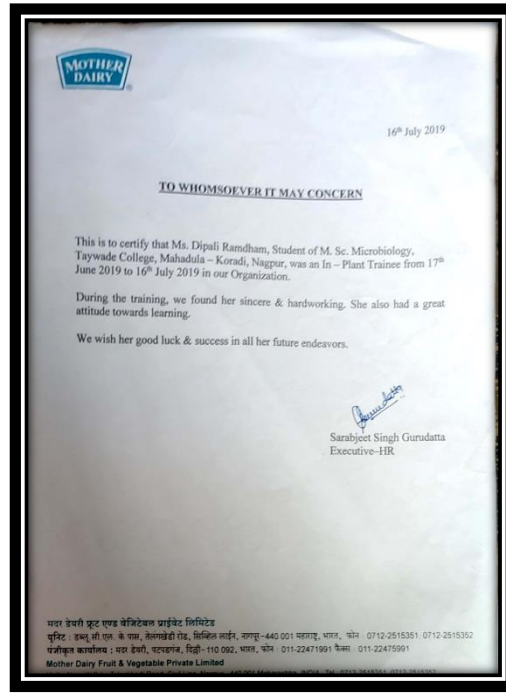 MOTHER
DAIRY
16th July 2019
TO WHOMSOEVER IT MAY CONCERN
This is to certify that Ms. Dipali Ramdham, Student of M. Sc. Microbiology,
Taywade College, Mahadula – Koradi, Nagpur, was an In – Plant Trainee from 17th
June 2019 to 16th July 2019 in our Organization.
During the training, we found her sincere & hardworking. She also had a great
attitude towards learning.
We wish her good luck & success in all her future endeavors.
Sarabjeet Singh Gurudatta
Executive–HR
मदर डेयरी फ्रूट एण्ड वेजिटेबल प्राईवेट लिमिटेड
यूनिट : डब्लू.सी.एल. के पास, तेलंगखेडी रोड, सिव्हिल लाईन, नागपूर-440 001 महाराष्ट्र, भारत, फोन : 0712-2515351, 0712-2515352
पंजीकृत कार्यालय : मदर डेयरी, पटपड़गंज, दिल्ली-110 092, भारत, फोन : 011-22471991 फैक्स : 011-22475991
Mother Dairy Fruit & Vegetable Private Limited